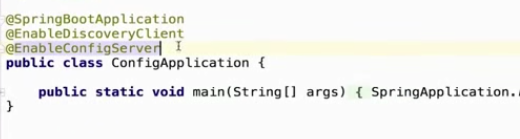 @SpringBootApplication
@EnableDiscoveryClient
@EnableConfigServer
public class ConfigApplication {
public static void main(String[] args) { SpringApplication.
}